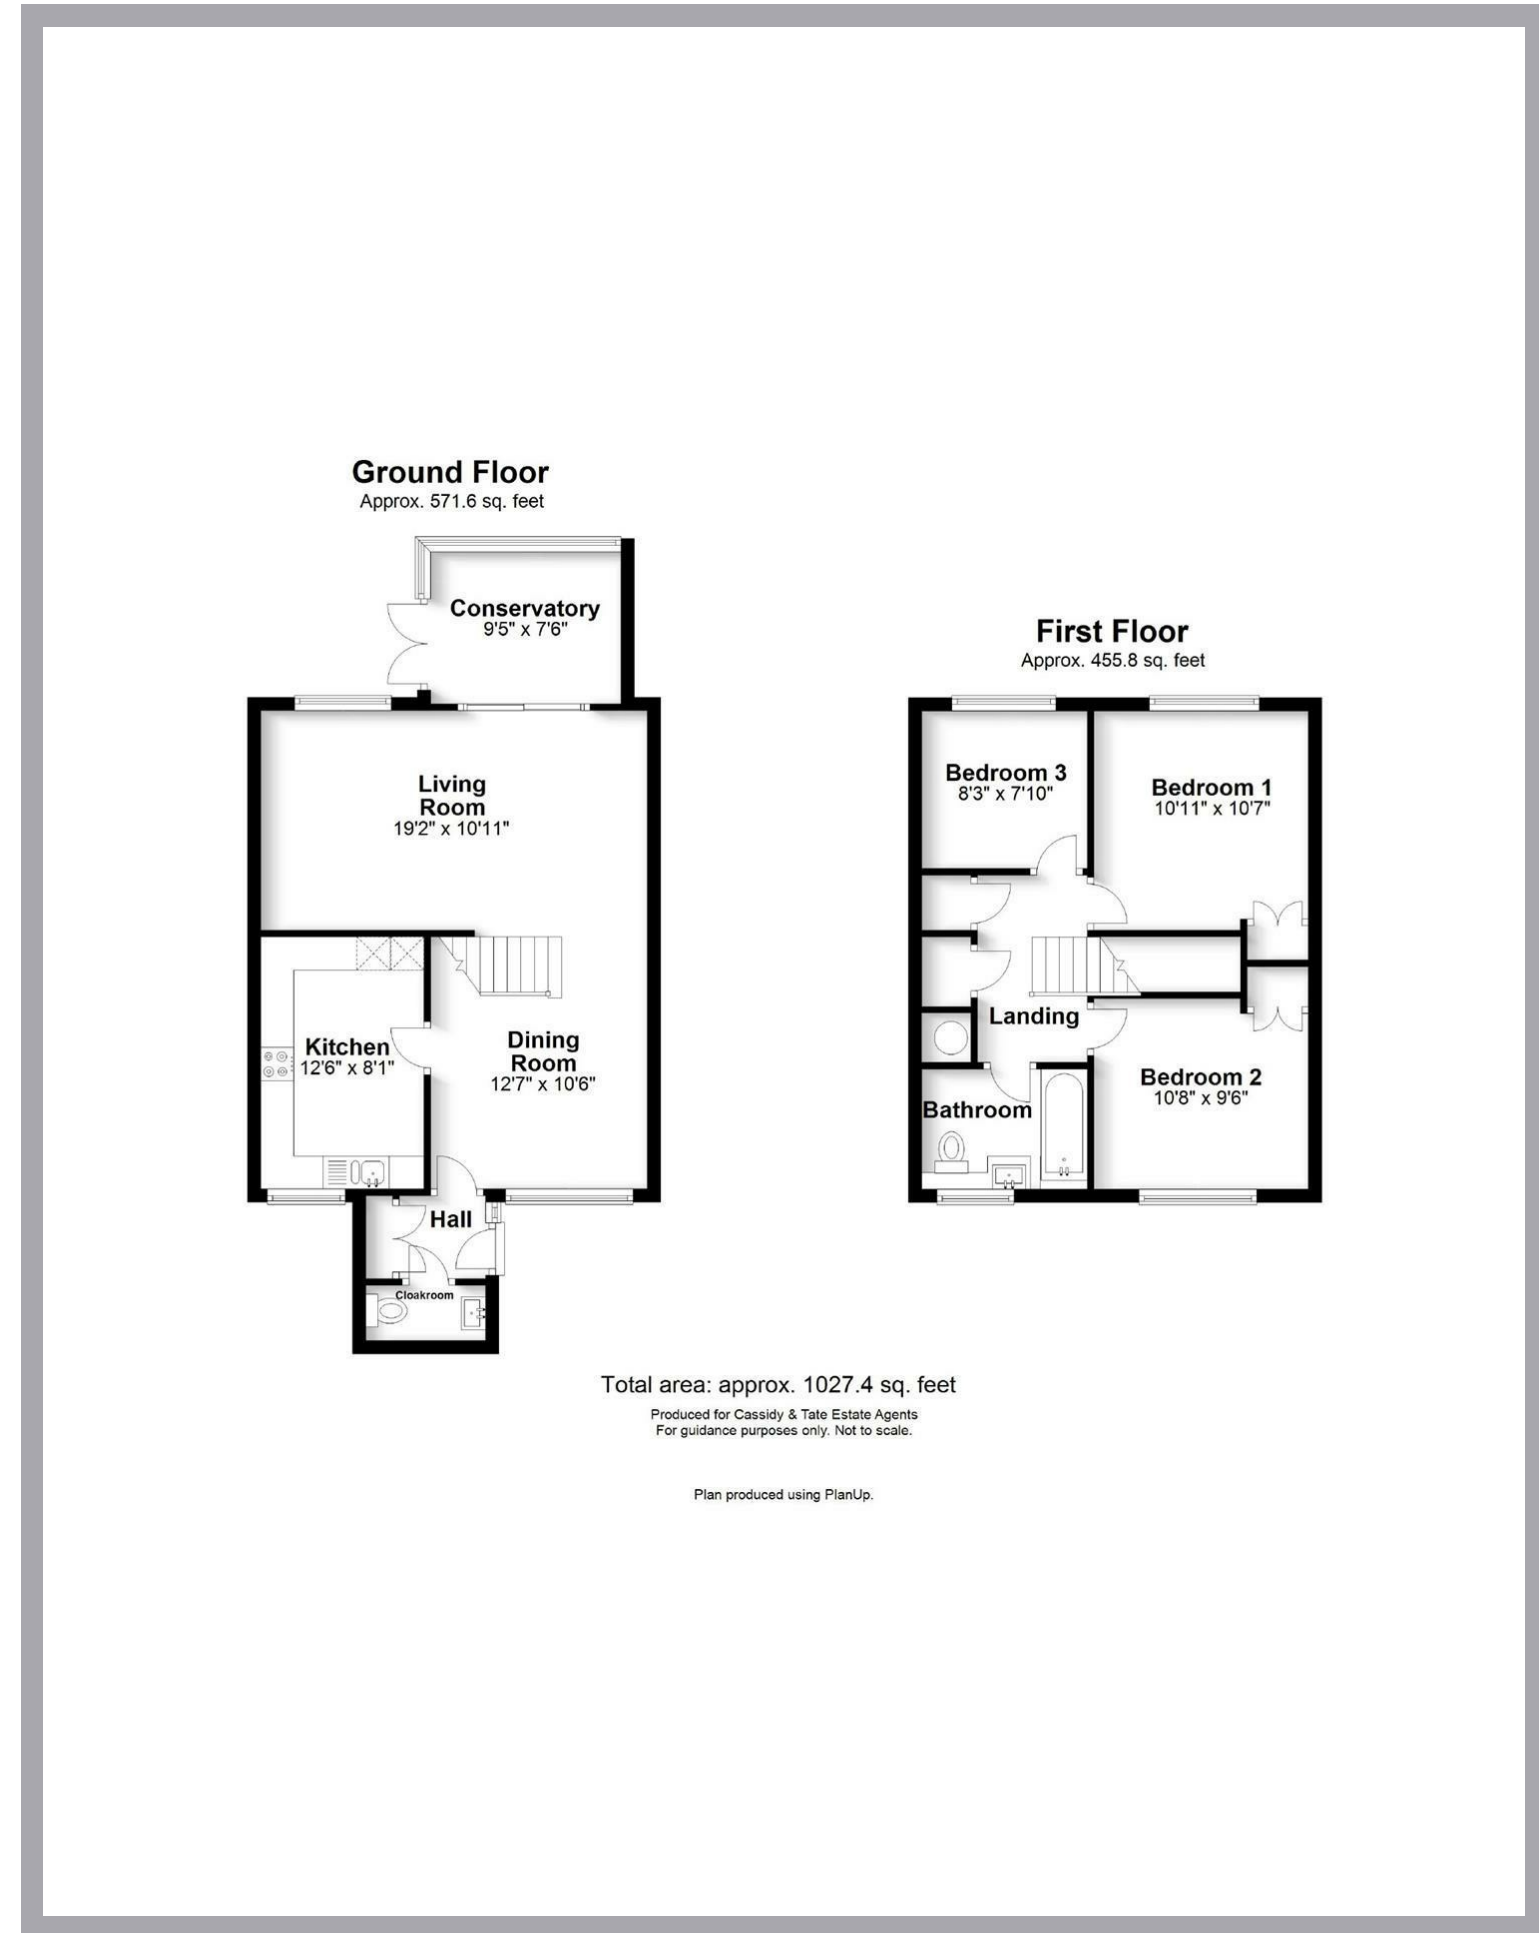 Ground Floor
Approx. 571.6 sq. feet
Conservatory
9'5" x 7'6"
Living
Room
19'2" x 10'11"
Kitchen
12'6" x 8'1"
Dining
Room
12'7" x 10'6"
Hall
Cloakroom
First Floor
Approx. 455.8 sq. feet
Bedroom 3
8'3" x 7'10"
Bedroom 1
10'11" x 10'7"
Landing
Bedroom 2
10'8" x 9'6"
Bathroom
Total area: approx. 1027.4 sq. feet
Produced for Cassidy & Tate Estate Agents
For guidance purposes only. Not to scale.
Plan produced using PlanUp.